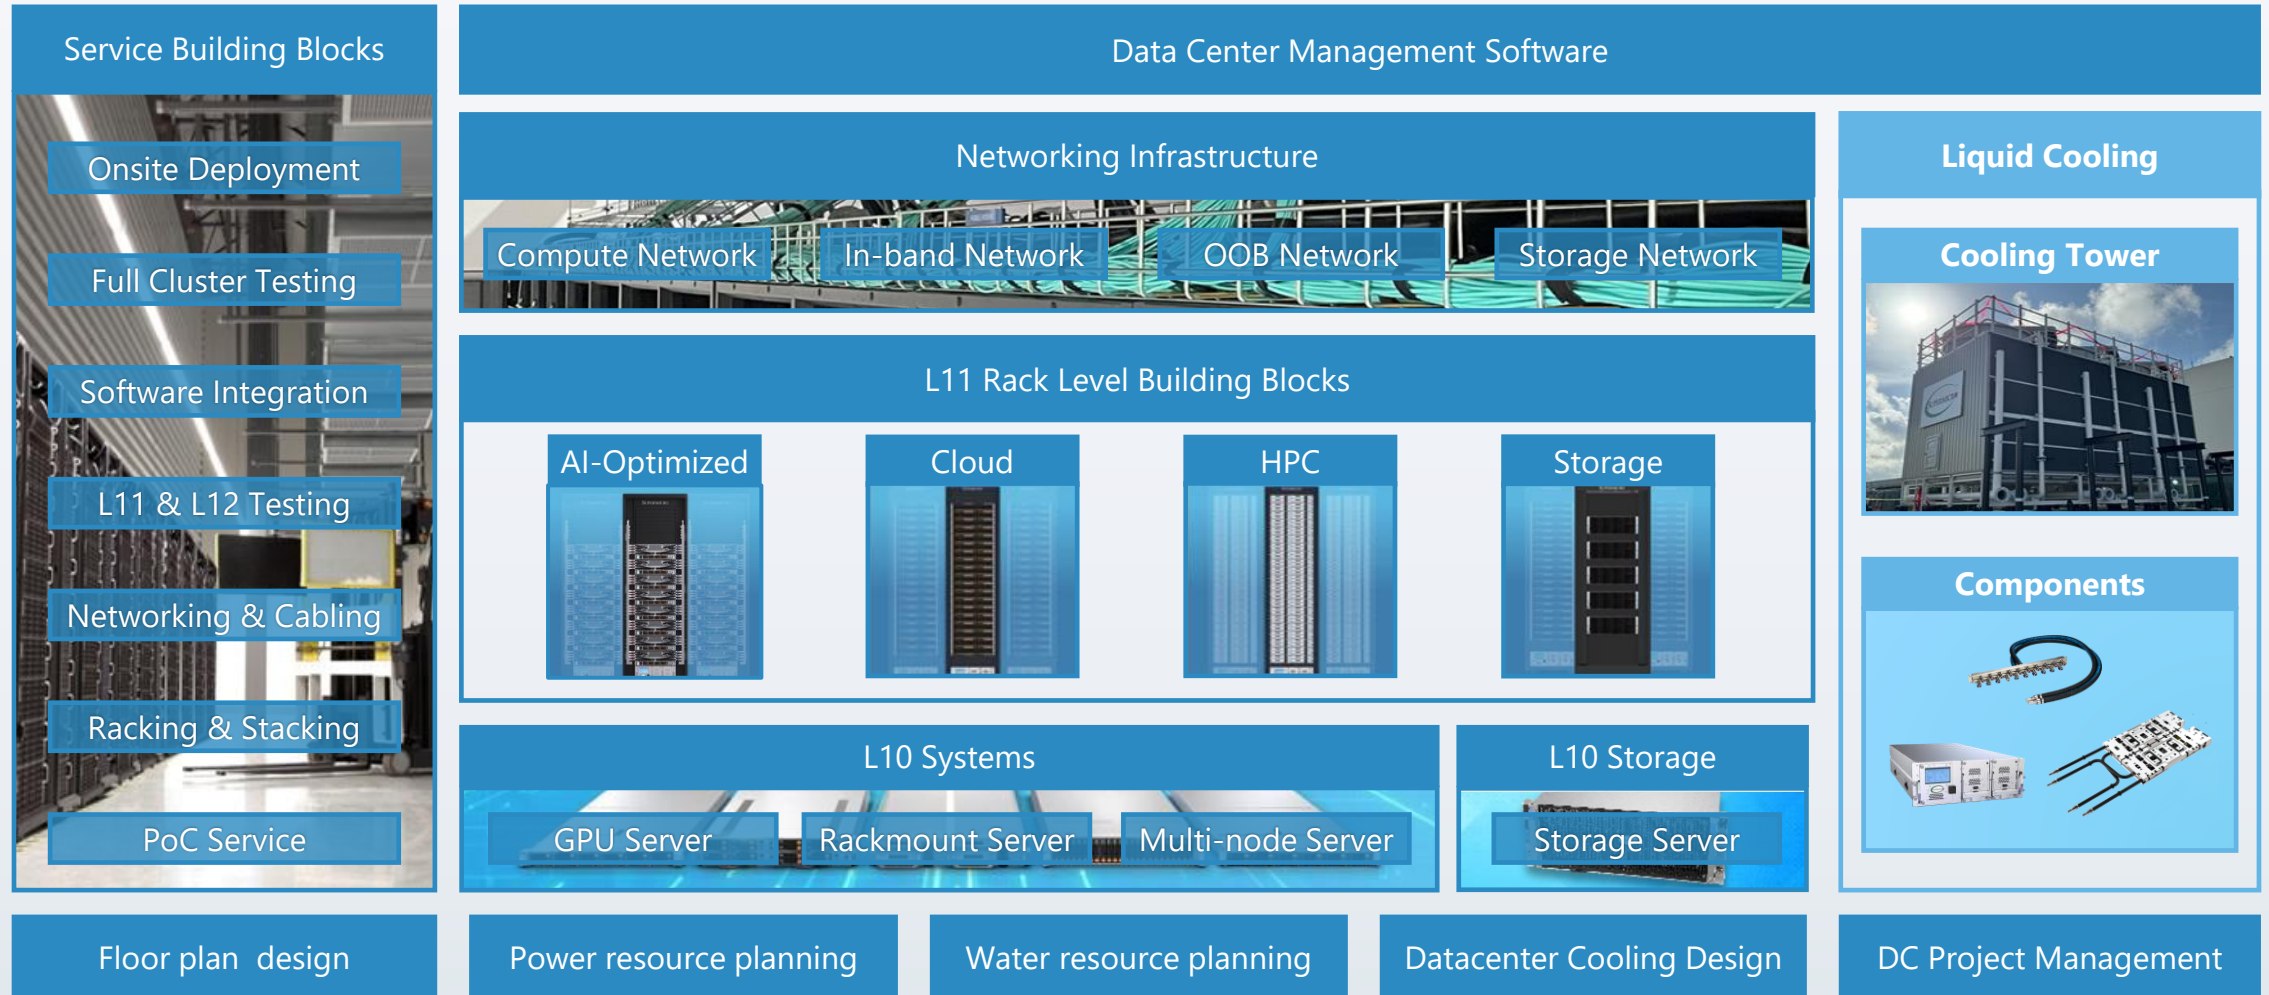 Service Building Blocks
Onsite Deployment
Full Cluster Testing
Software Integration
L11 & L12 Testing
Networking & Cabling
Racking & Stacking
PoC Service
Data Center Management Software
Networking Infrastructure
Compute Network
In-band Network
OOB Network
Storage Network
L11 Rack Level Building Blocks
AI-Optimized
Cloud
HPC
Storage
L10 Systems
GPU Server
Rackmount Server
Multi-node Server
L10 Storage
Storage Server
Liquid Cooling
Cooling Tower
Components
Floor plan design
Power resource planning
Water resource planning
Datacenter Cooling Design
DC Project Management